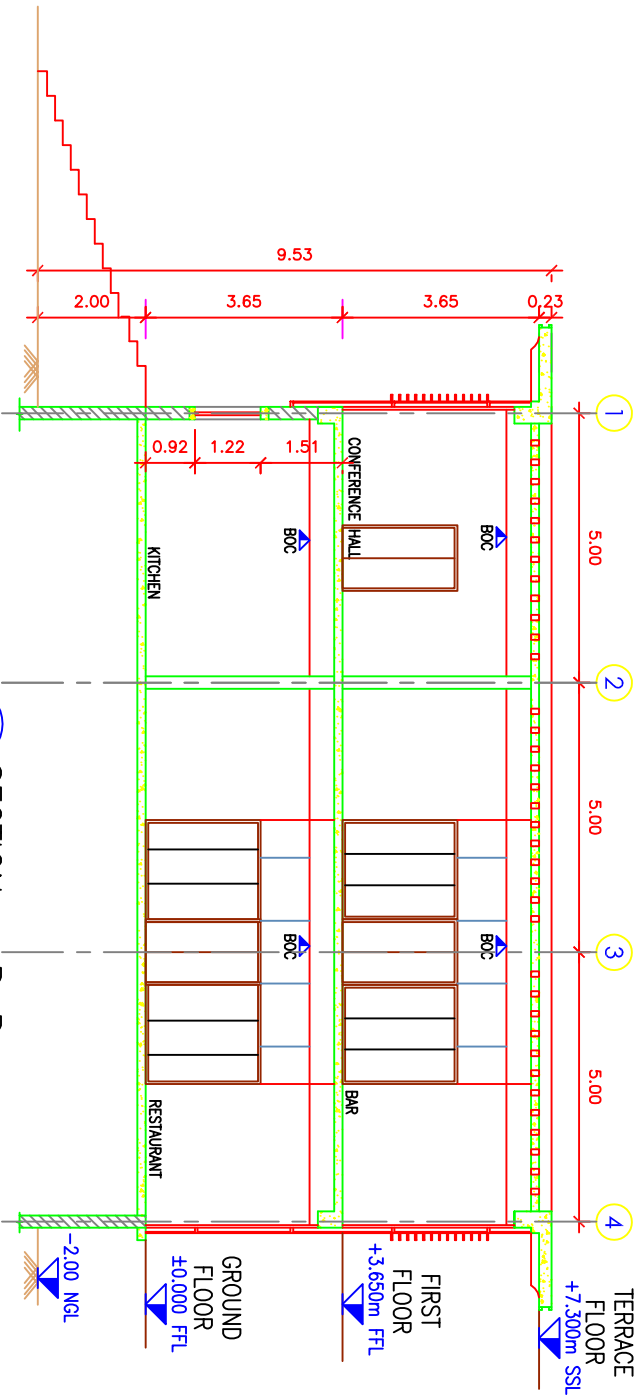 1
2
3
4
5.00
5.00
5.00
TERRACE
FLOOR
+7.300m SSL
9.53
0.23
3.65
3.65
2.00
BOC
BOC
CONFERENCE HALL
BAR
FIRST
FLOOR
+3.650m FFL
1.51
1.22
0.92
BOC
BOC
KITCHEN
RESTAURANT
GROUND
FLOOR
±0.000 FFL
-2.00 NGL